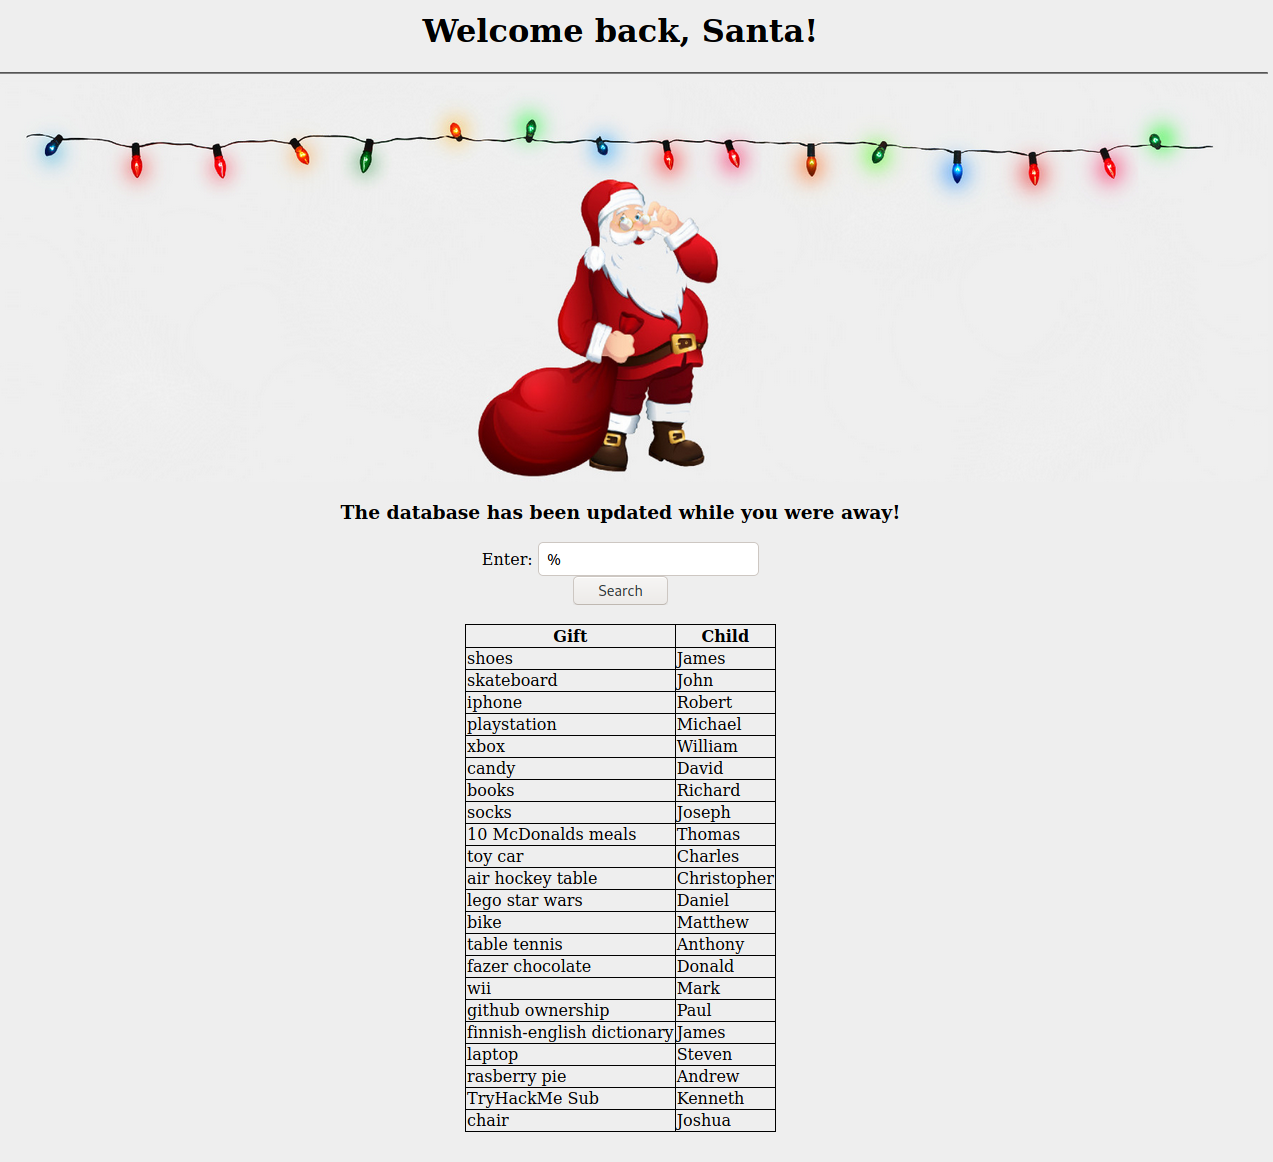 Welcome back, Santa!
The database has been updated while you were away!
Enter: %
Search
Gift Child
shoes James
skateboard John
iphone Robert
playstation Michael
xbox William
candy David
books Richard
socks Joseph
10 McDonalds meals Thomas
toy car Charles
air hockey table Christopher
lego star wars Daniel
bike Matthew
table tennis Anthony
fazer chocolate Donald
wii Mark
github ownership Paul
finnish-english dictionary James
laptop Steven
rasberry pie Andrew
TryHackMe Sub Kenneth
chair Joshua